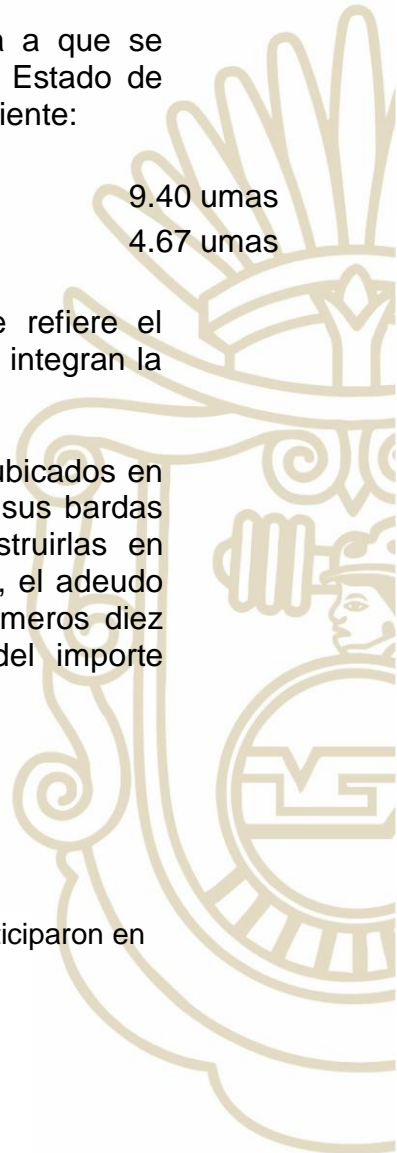 a que se
Estado de
iente:
9.40 umas
4.67 umas
refiere el
integran la
ubicados en
sus bardas
struirlas en
, el adeudo
meros diez
del importe
ticiparon en